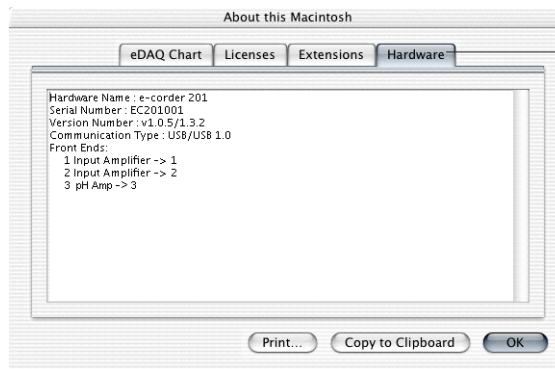 About this Macintosh
eDAQ Chart Licenses Extensions Hardware
Hardware Name : e-corder 201
Serial Number : EC201001
Version Number : v1.0.5/1.3.2
Communication Type : USB/USB 1.0
Front Ends:
1 Input Amplifier -> 1
2 Input Amplifier -> 2
3 pH Amp -> 3
Print... Copy to Clipboard OK